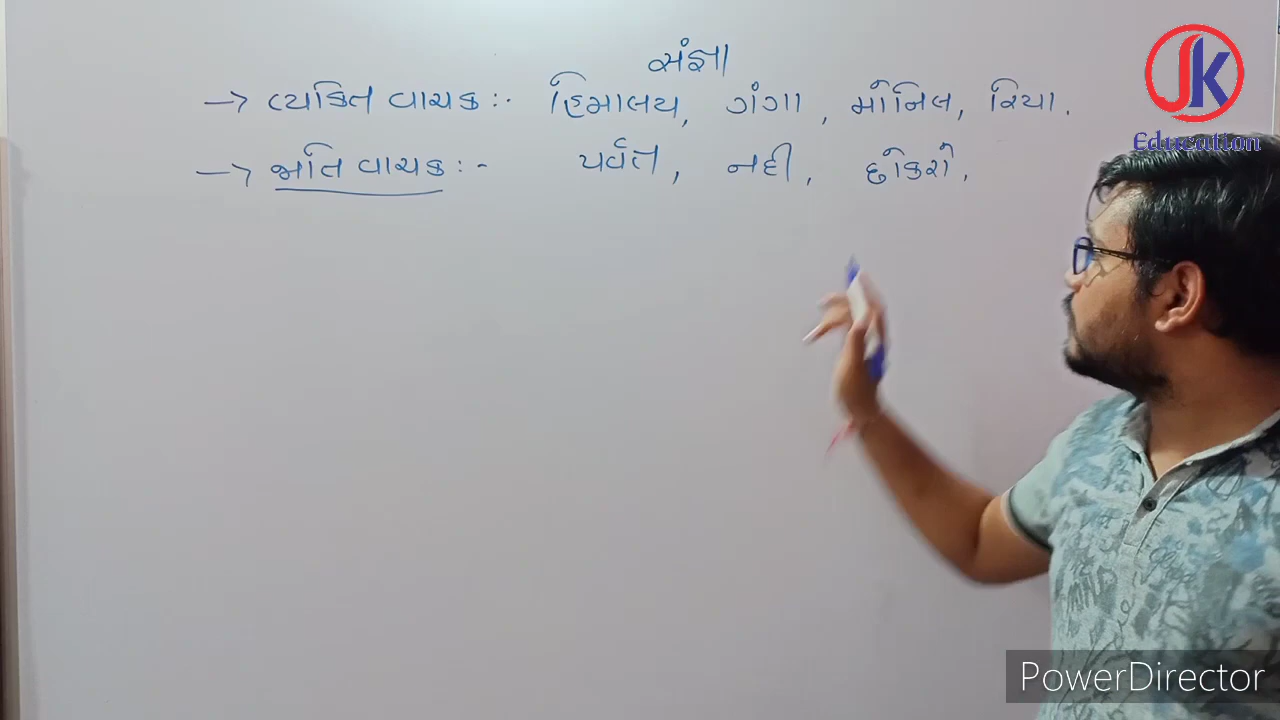 સંજ્ઞા
→ વ્યકિત વાચક :- હિમાલય, ગંગા, મોનિલ, રિયા.
→ જાતિ વાચક :- પર્વત, નદી, છોકરો,
JK
Education
PowerDirector